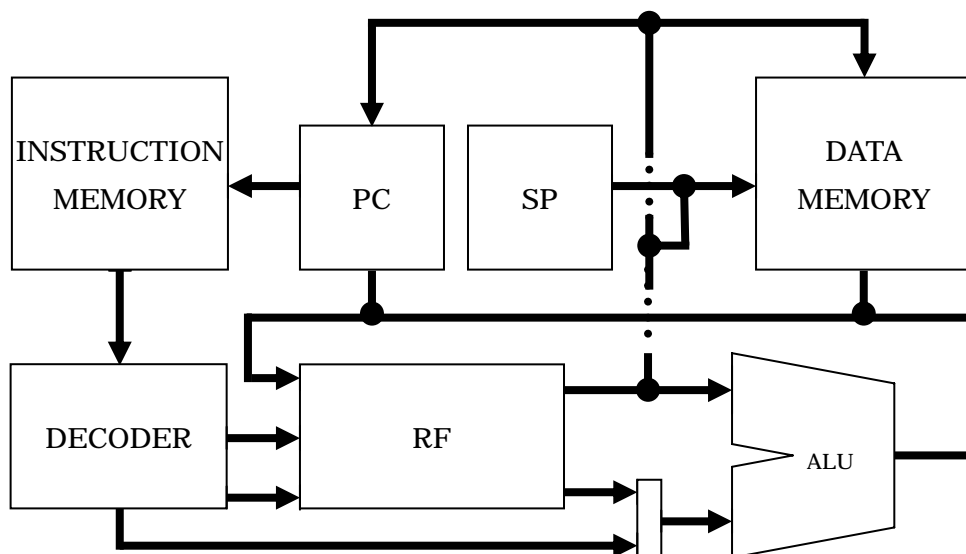 INSTRUCTION
MEMORY
PC
SP
DATA
MEMORY
DECODER
RF
ALU